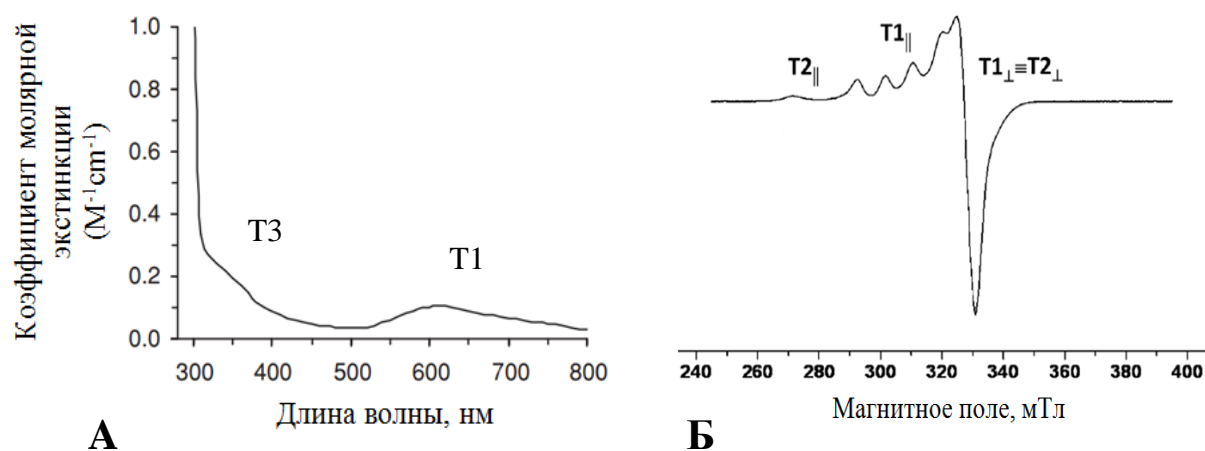 Коэффициент молярной
экстинкции
(M⁻¹cm⁻¹)
1.0
0.8
0.6
0.4
0.2
0.0
T3
T1
300 400 500 600 700 800
Длина волны, нм
А
T2||
T1||
T1⊥≡T2⊥
240 260 280 300 320 340 360 380 400
Магнитное поле, мТл
Б